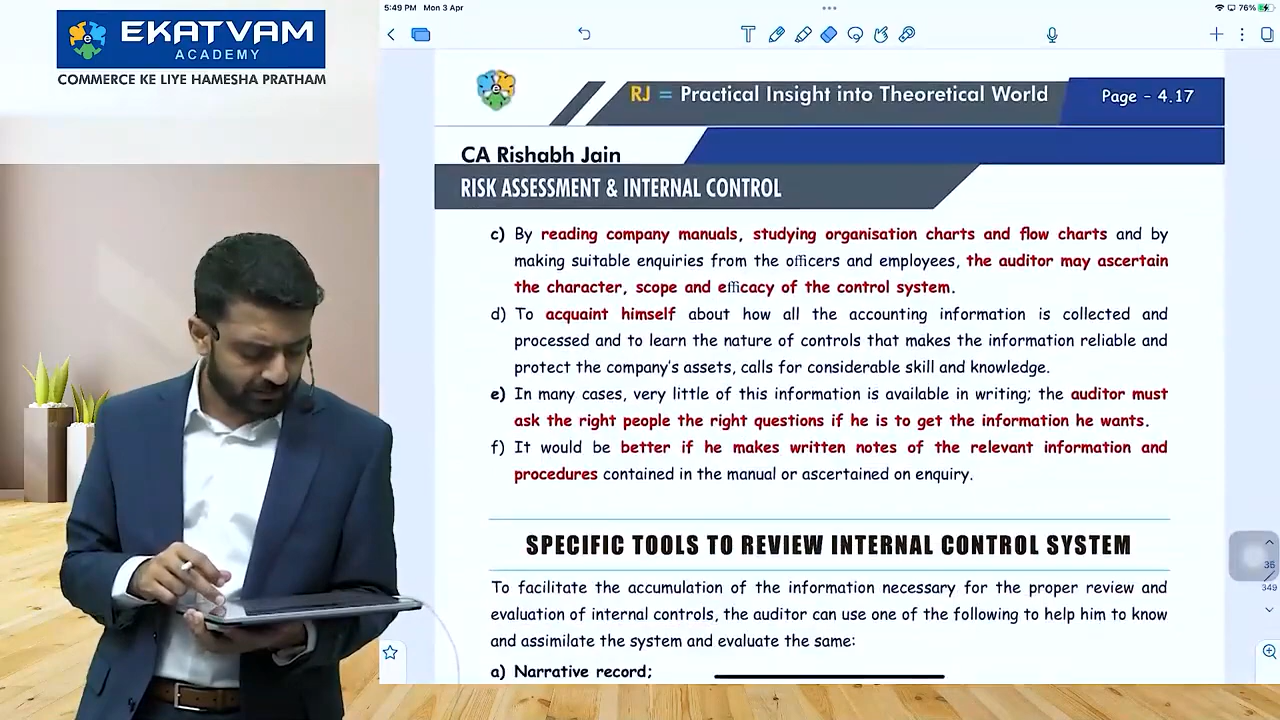 EKATVAM
ACADEMY
COMMERCE KE LIYE HAMESHA PRATHAM
5:49 PM Mon 3 Apr
76%
RJ = Practical Insight into Theoretical World
Page - 4.17
CA Rishabh Jain
RISK ASSESSMENT & INTERNAL CONTROL
c) By reading company manuals, studying organisation charts and flow charts and by
making suitable enquiries from the officers and employees, the auditor may ascertain
the character, scope and efficacy of the control system.
d) To acquaint himself about how all the accounting information is collected and
processed and to learn the nature of controls that makes the information reliable and
protect the company's assets, calls for considerable skill and knowledge.
e) In many cases, very little of this information is available in writing; the auditor must
ask the right people the right questions if he is to get the information he wants.
f) It would be better if he makes written notes of the relevant information and
procedures contained in the manual or ascertained on enquiry.
SPECIFIC TOOLS TO REVIEW INTERNAL CONTROL SYSTEM
To facilitate the accumulation of the information necessary for the proper review and
evaluation of internal controls, the auditor can use one of the following to help him to know
and assimilate the system and evaluate the same:
a) Narrative record;
36
349